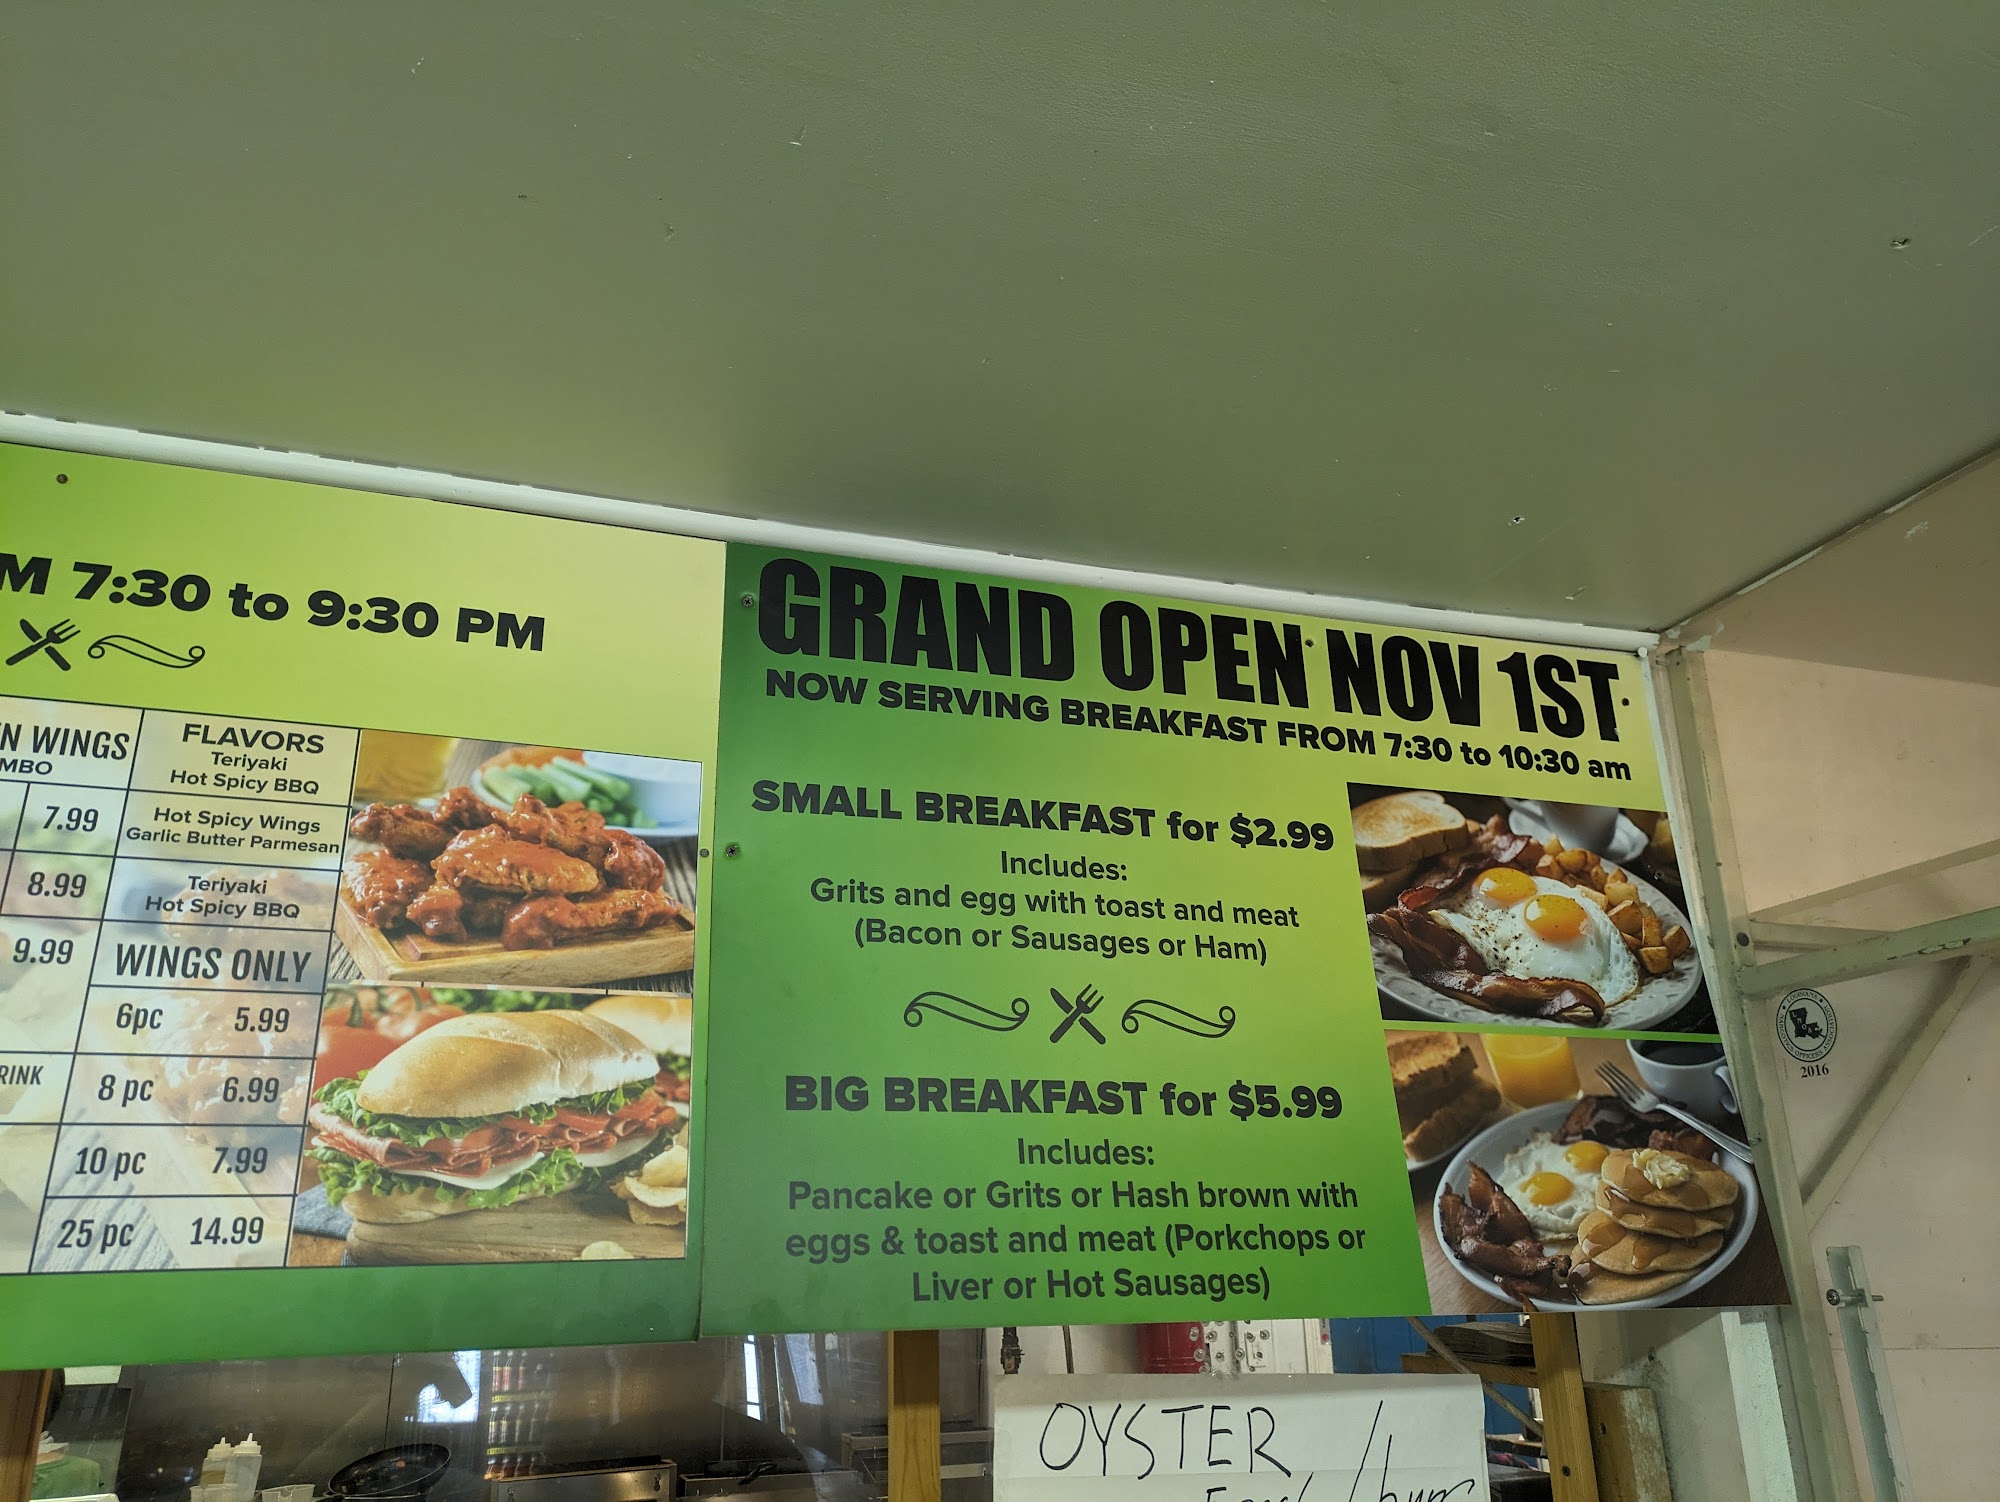 M 7:30 to 9:30 PM
N WINGS
MBO
7.99
8.99
9.99
RINK
FLAVORS
Teriyaki
Hot Spicy BBQ
Hot Spicy Wings
Garlic Butter Parmesan
Teriyaki
Hot Spicy BBQ
WINGS ONLY
6pc 5.99
8 pc 6.99
10 pc 7.99
25 pc 14.99
GRAND OPEN NOV 1ST
NOW SERVING BREAKFAST FROM 7:30 to 10:30 am
SMALL BREAKFAST for $2.99
Includes:
Grits and egg with toast and meat
(Bacon or Sausages or Ham)
BIG BREAKFAST for $5.99
Includes:
Pancake or Grits or Hash brown with
eggs & toast and meat (Porkchops or
Liver or Hot Sausages)
LOUISIANA
NARCOTICS OFFICERS ASSOCIATION
LNOA
2016
OYSTER